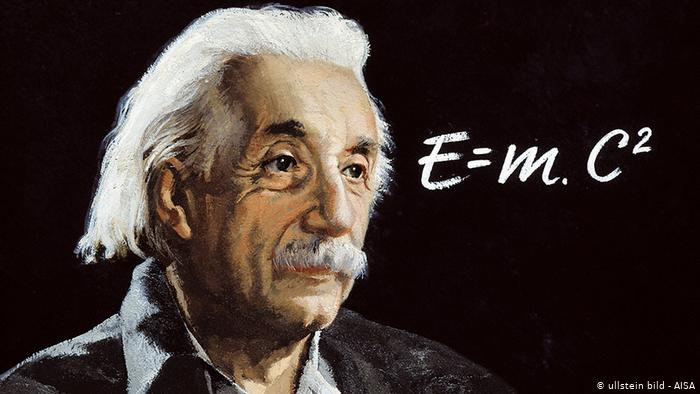 E=m.C²
© ullstein bild - AISA